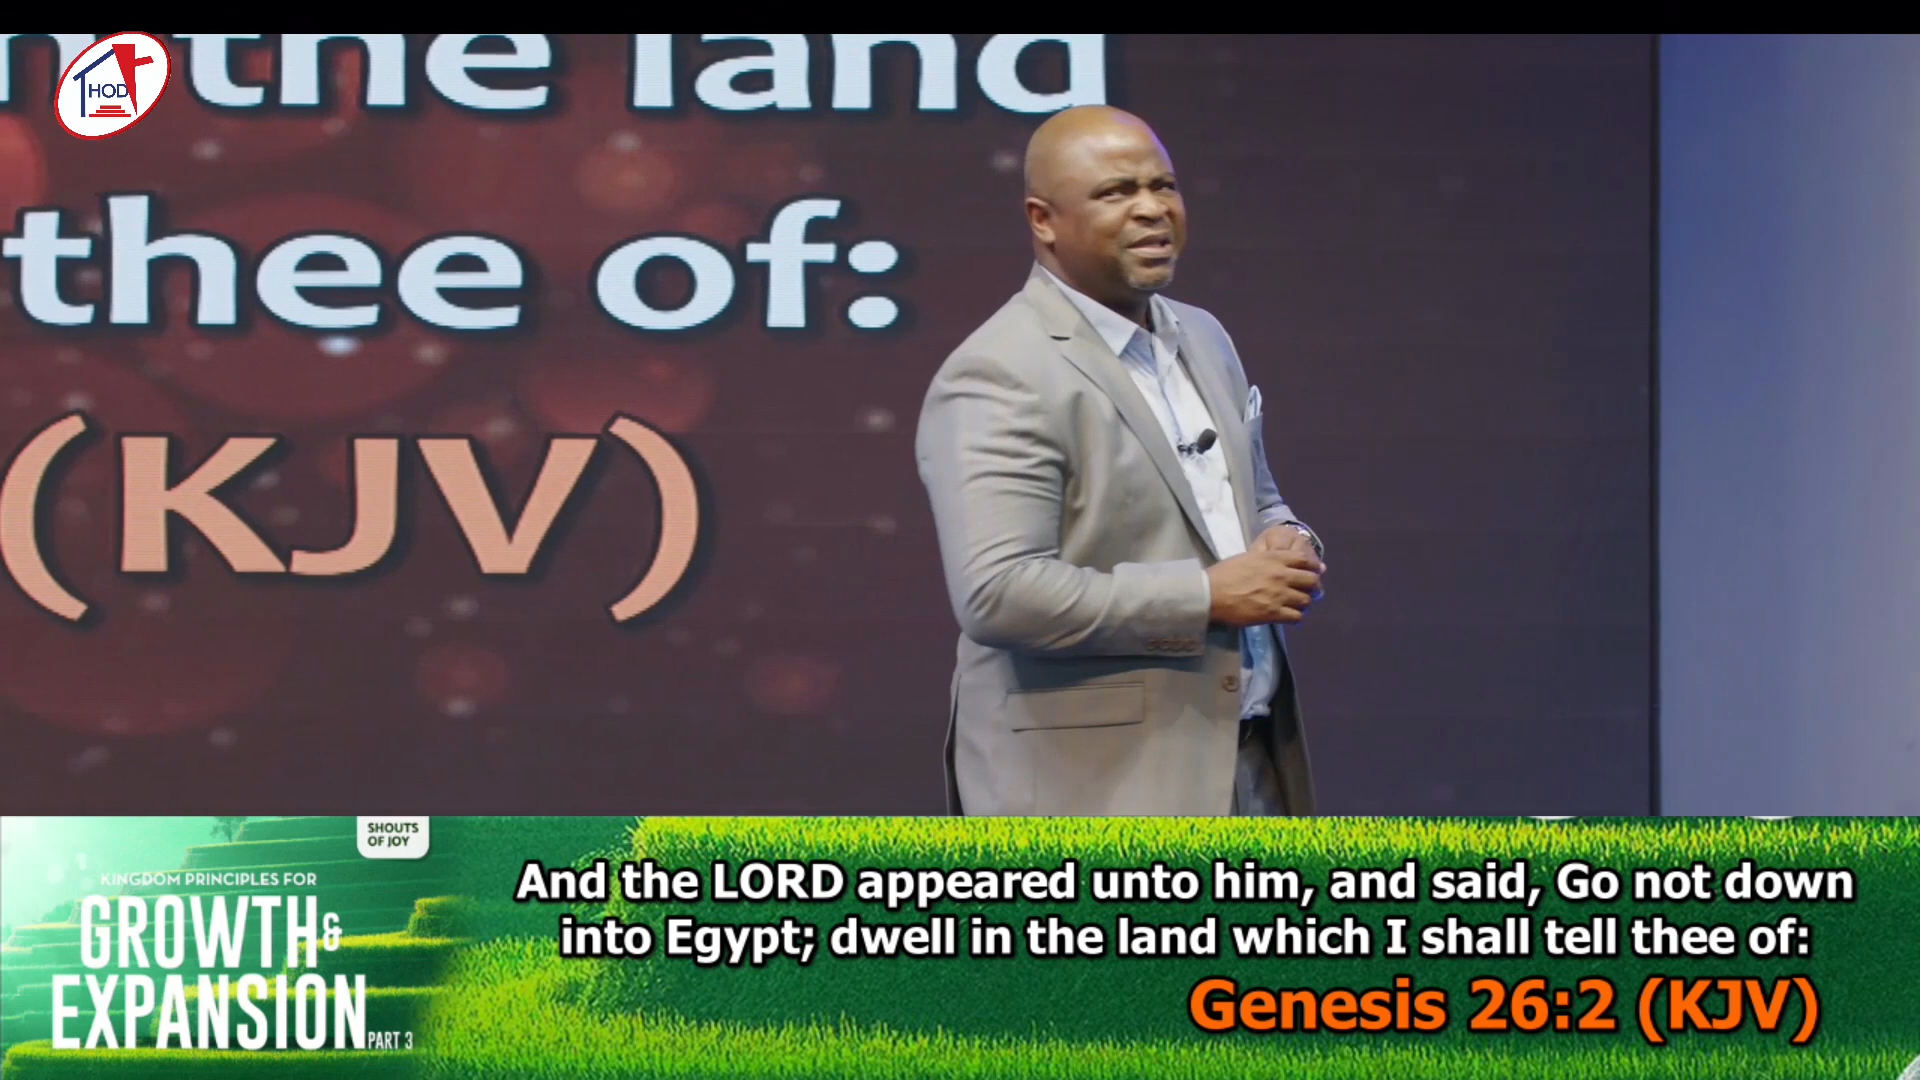 n the land
HOD
thee of:
(KJV)
SHOUTS
OF JOY
KINGDOM PRINCIPLES FOR
GROWTH&
EXPANSION PART 3
And the LORD appeared unto him, and said, Go not down
into Egypt; dwell in the land which I shall tell thee of:
Genesis 26:2 (KJV)